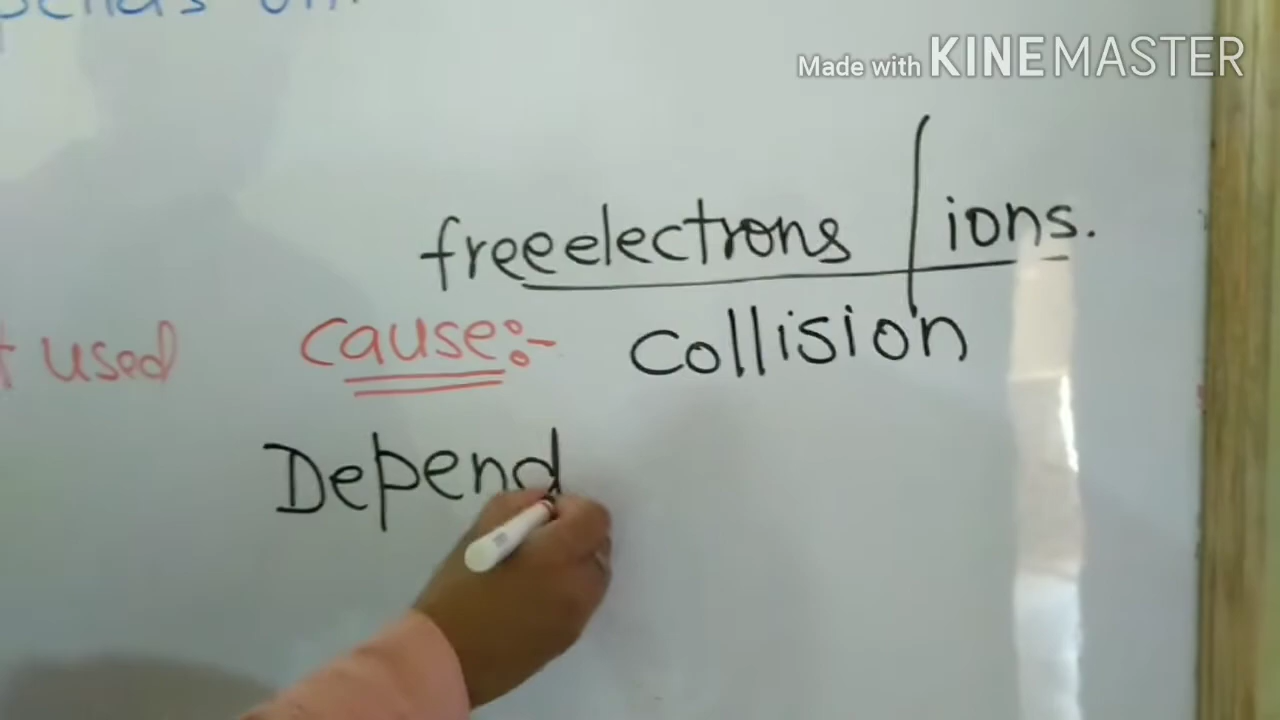 Made with KINEMASTER
freeelectrons / ions.
used cause:- collision
Depend